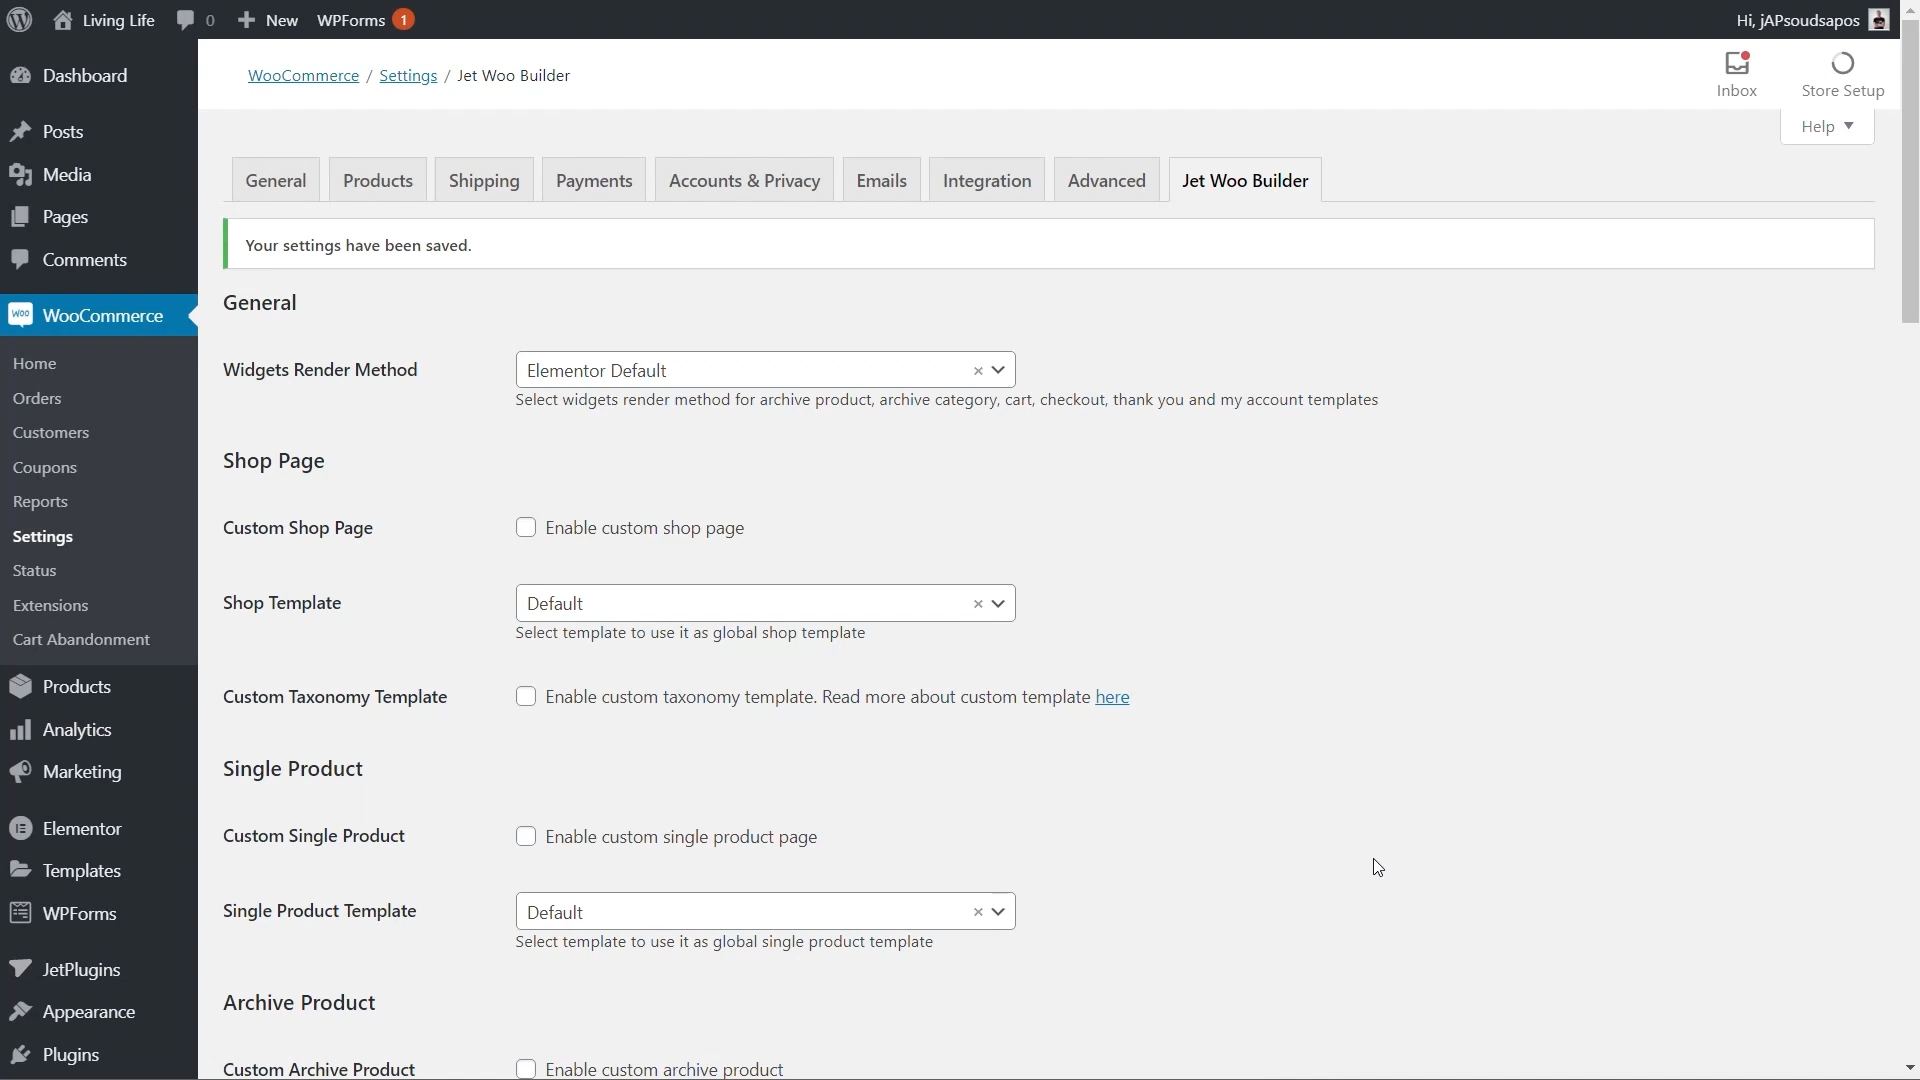 Living Life
0
New
WPForms
1
Hi, jAPsoudsapos
Dashboard
Posts
Media
Pages
Comments
WooCommerce
Home
Orders
Customers
Coupons
Reports
Settings
Status
Extensions
Cart Abandonment
Products
Analytics
Marketing
Elementor
Templates
WPForms
JetPlugins
Appearance
Plugins
WooCommerce / Settings / Jet Woo Builder
Inbox
Store Setup
Help
General
Products
Shipping
Payments
Accounts & Privacy
Emails
Integration
Advanced
Jet Woo Builder
Your settings have been saved.
General
Widgets Render Method
Elementor Default
Select widgets render method for archive product, archive category, cart, checkout, thank you and my account templates
Shop Page
Custom Shop Page
Enable custom shop page
Shop Template
Default
Select template to use it as global shop template
Custom Taxonomy Template
Enable custom taxonomy template. Read more about custom template here
Single Product
Custom Single Product
Enable custom single product page
Single Product Template
Default
Select template to use it as global single product template
Archive Product
Custom Archive Product
Enable custom archive product